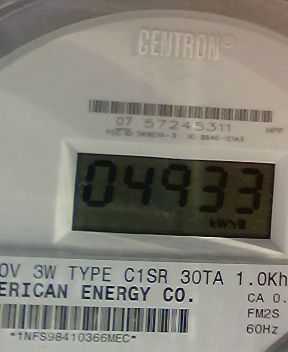 CENTRON®
07 57245311
HPP
04933
kWh
0V 3W TYPE C1SR 30TA 1.0Kh
ERICAN ENERGY CO.
CA 0.
FM2S
*1NFS98410366MEC*
60Hz